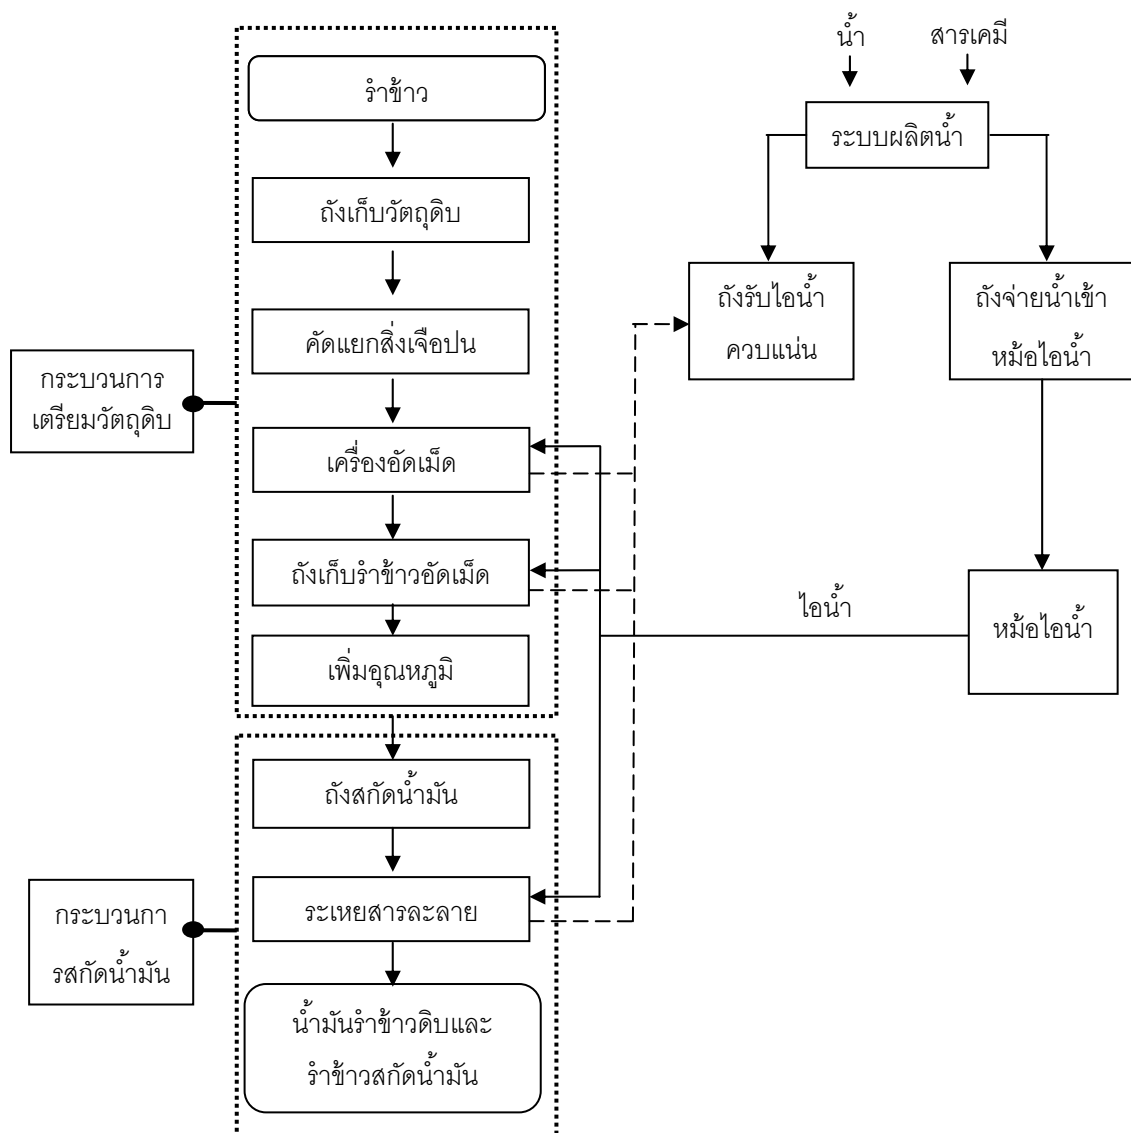 น้ำ
สารเคมี
รำข้าว
ระบบผลิตน้ำ
ถังเก็บวัตถุดิบ
ถังรับไอน้ำ
ควบแน่น
ถังจ่ายน้ำเข้า
หม้อไอน้ำ
คัดแยกสิ่งเจือปน
กระบวนการ
เตรียมวัตถุดิบ
เครื่องอัดเม็ด
ถังเก็บรำข้าวอัดเม็ด
ไอน้ำ
หม้อไอน้ำ
เพิ่มอุณหภูมิ
ถังสกัดน้ำมัน
ระเหยสารละลาย
กระบวนกา
รสกัดน้ำมัน
น้ำมันรำข้าวดิบและ
รำข้าวสกัดน้ำมัน